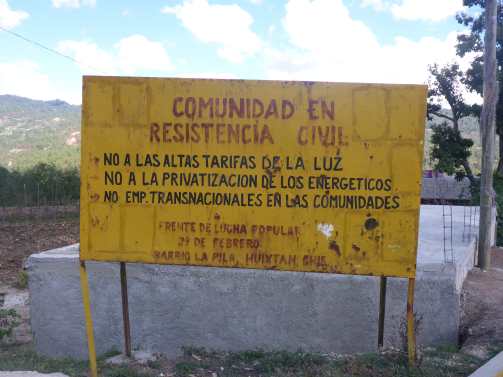 COMUNIDAD EN
RESISTENCIA CIVIL
NO A LAS ALTAS TARIFAS DE LA LUZ
NO A LA PRIVATIZACION DE LOS ENERGETICOS
NO EMP. TRANSNACIONALES EN LAS COMUNIDADES
FRENTE DE LUCHA POPULAR
29 DE FEBRERO
BARRIO LA PILA, HUIXTAN, CHIS.